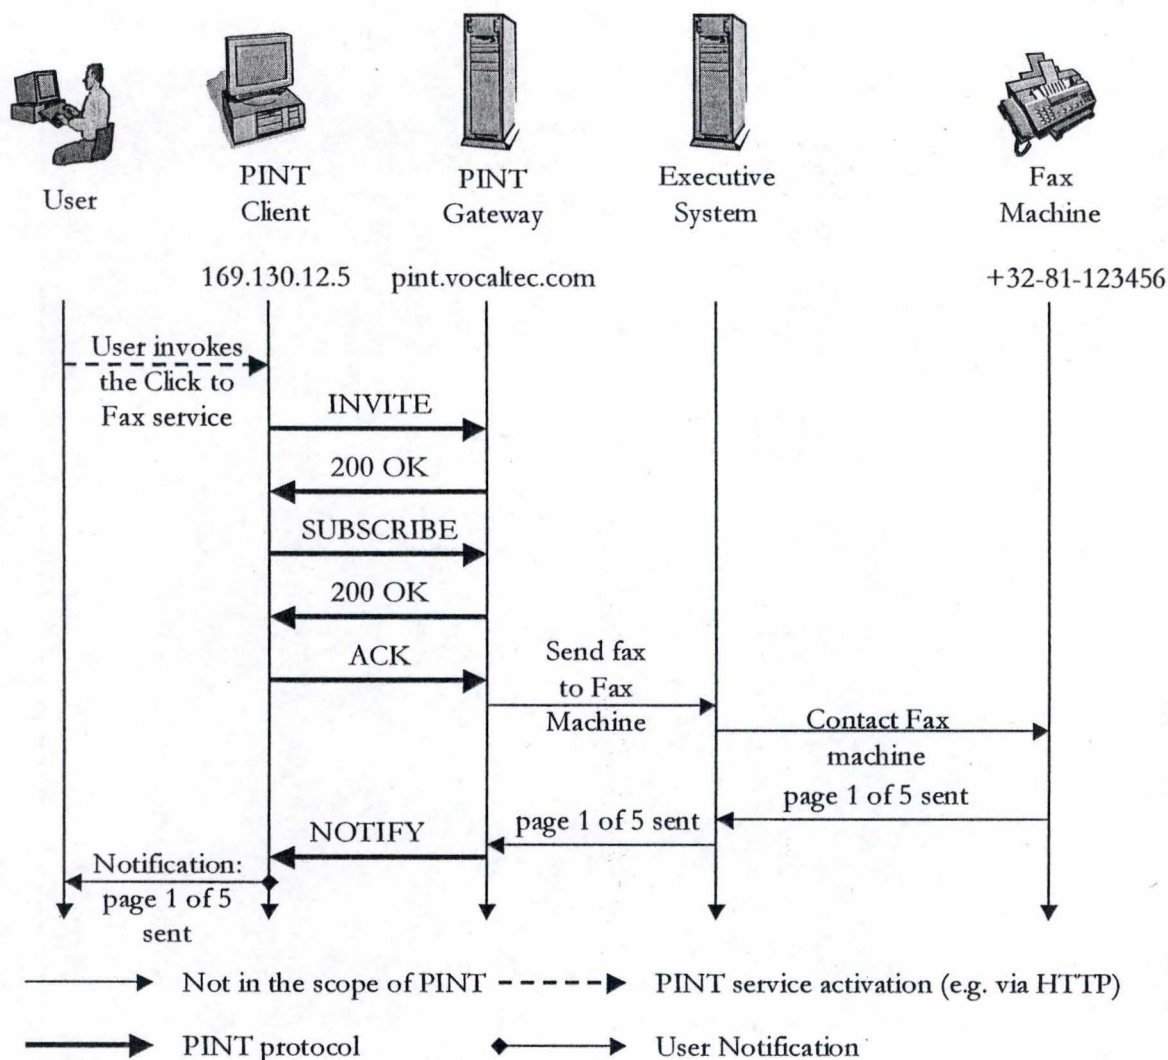 User
PINT
Client
PINT
Gateway
Executive
System
Fax
Machine
169.130.12.5
pint.vocaltec.com
+32-81-123456
User invokes
the Click to
Fax service
INVITE
200 OK
SUBSCRIBE
200 OK
ACK
Send fax
to Fax
Machine
Contact Fax
machine
page 1 of 5 sent
page 1 of 5 sent
NOTIFY
Notification:
page 1 of 5
sent
Not in the scope of PINT
PINT service activation (e.g. via HTTP)
PINT protocol
User Notification